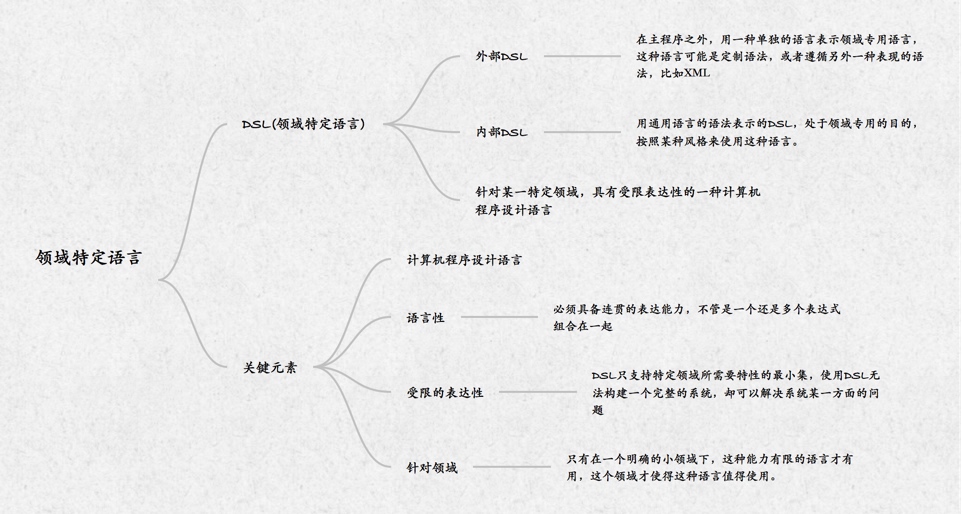 领域特定语言
DSL(领域特定语言)
外部DSL
在主程序之外，用一种单独的语言表示领域专用语言，
这种语言可能是定制语法，或者遵循另外一种表现的语
法，比如XML
内部DSL
用通用语言的语法表示的DSL，处于领域专用的目的，
按照某种风格来使用这种语言。
针对某一特定领域，具有受限表达性的一种计算机
程序设计语言
关键元素
计算机程序设计语言
语言性
必须具备连贯的表达能力，不管是一个还是多个表达式
组合在一起
受限的表达性
DSL只支持特定领域所需要特性的最小集，使用DSL无
法构建一个完整的系统，却可以解决系统某一方面的问
题
针对领域
只有在一个明确的小领域下，这种能力有限的语言才有
用，这个领域才使得这种语言值得使用。